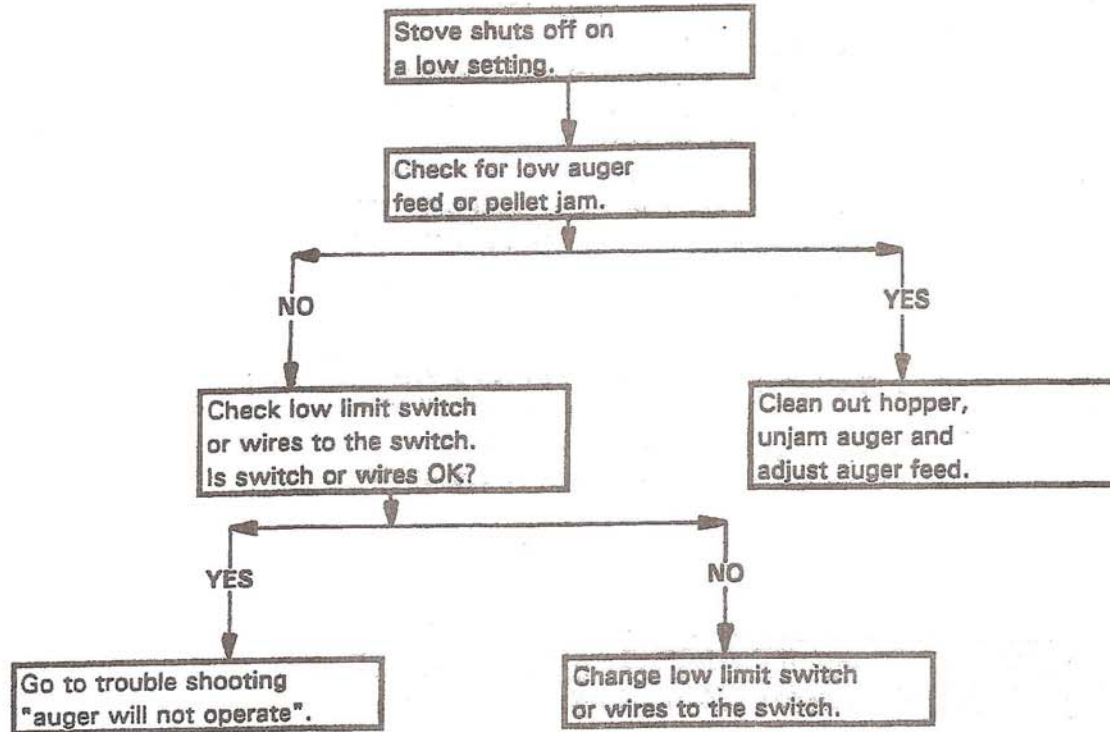 Stove shuts off on
a low setting.
Check for low auger
feed or pellet jam.
NO
YES
Check low limit switch
or wires to the switch.
Is switch or wires OK?
Clean out hopper,
unjam auger and
adjust auger feed.
YES
NO
Go to trouble shooting
"auger will not operate".
Change low limit switch
or wires to the switch.